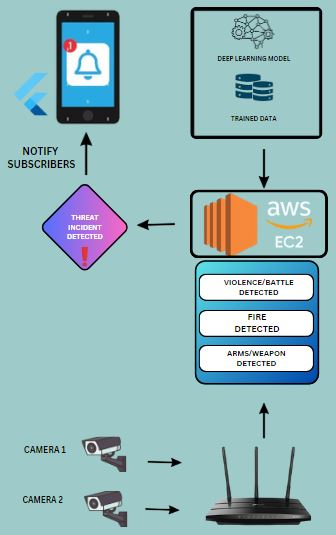 1
DEEP LEARNING MODEL
TRAINED DATA
NOTIFY
SUBSCRIBERS
THREAT
INCIDENT
DETECTED
!
aws
EC2
VIOLENCE/BATTLE
DETECTED
FIRE
DETECTED
ARMS/WEAPON
DETECTED
CAMERA 1
CAMERA 2